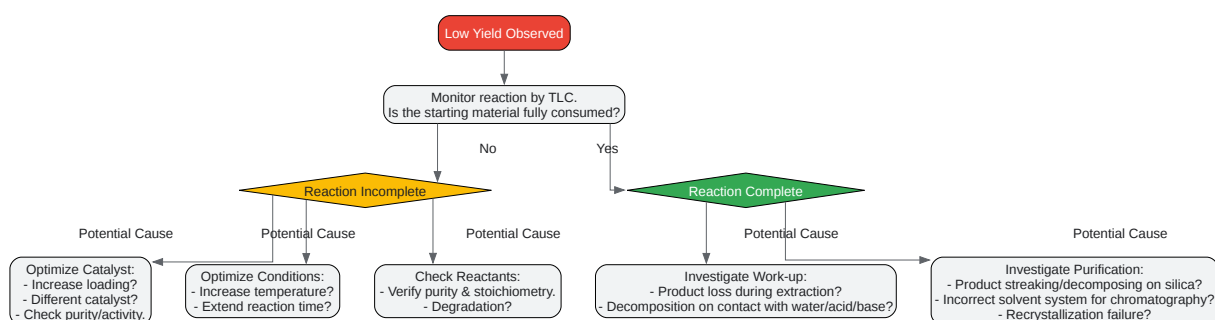 Low Yield Observed
Monitor reaction by TLC.
Is the starting material fully consumed?
No
Yes
Reaction Incomplete
Reaction Complete
Potential Cause
Potential Cause
Potential Cause
Potential Cause
Potential Cause
Optimize Catalyst:
- Increase loading?
- Different catalyst?
- Check purity/activity.
Optimize Conditions:
- Increase temperature?
- Extend reaction time?
Check Reactants:
- Verify purity & stoichiometry.
- Degradation?
Investigate Work-up:
- Product loss during extraction?
- Decomposition on contact with water/acid/base?
Investigate Purification:
- Product streaking/decomposing on silica?
- Incorrect solvent system for chromatography?
- Recrystallization failure?